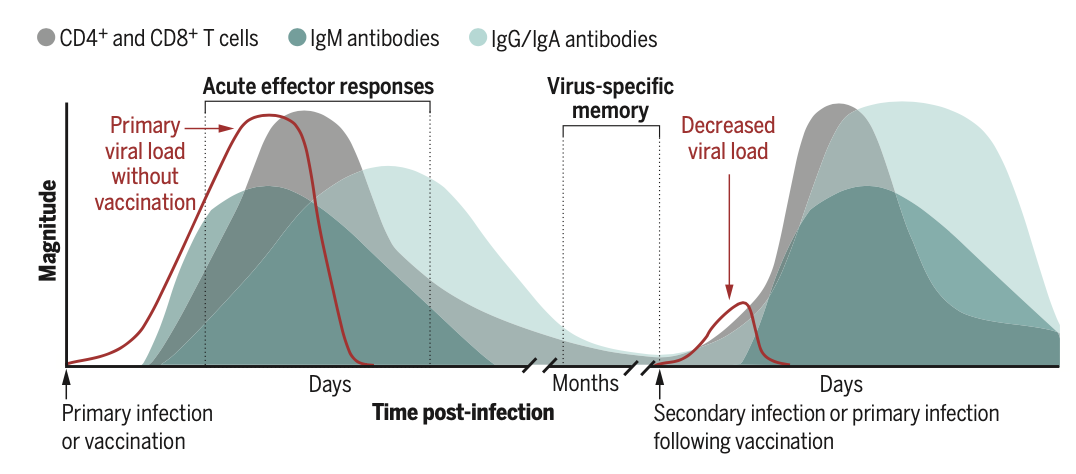 CD4+ and CD8+ T cells
IgM antibodies
IgG/IgA antibodies
Acute effector responses
Virus-specific
memory
Primary
viral load
without
vaccination
Decreased
viral load
Magnitude
Days
Months
Days
Time post-infection
Primary infection
or vaccination
Secondary infection or primary infection
following vaccination